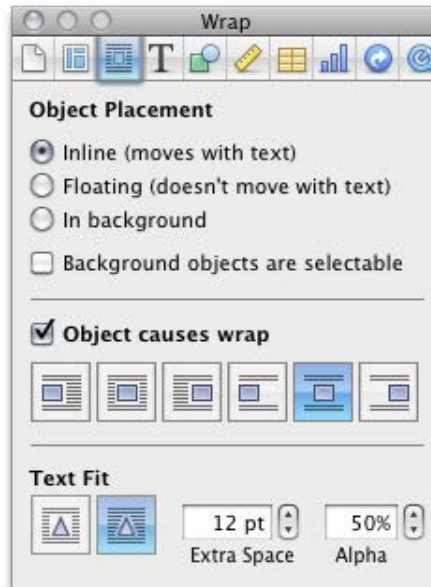 Wrap
T
Object Placement
Inline (moves with text)
Floating (doesn't move with text)
In background
Background objects are selectable
Object causes wrap
Text Fit
12 pt 50%
Extra Space Alpha